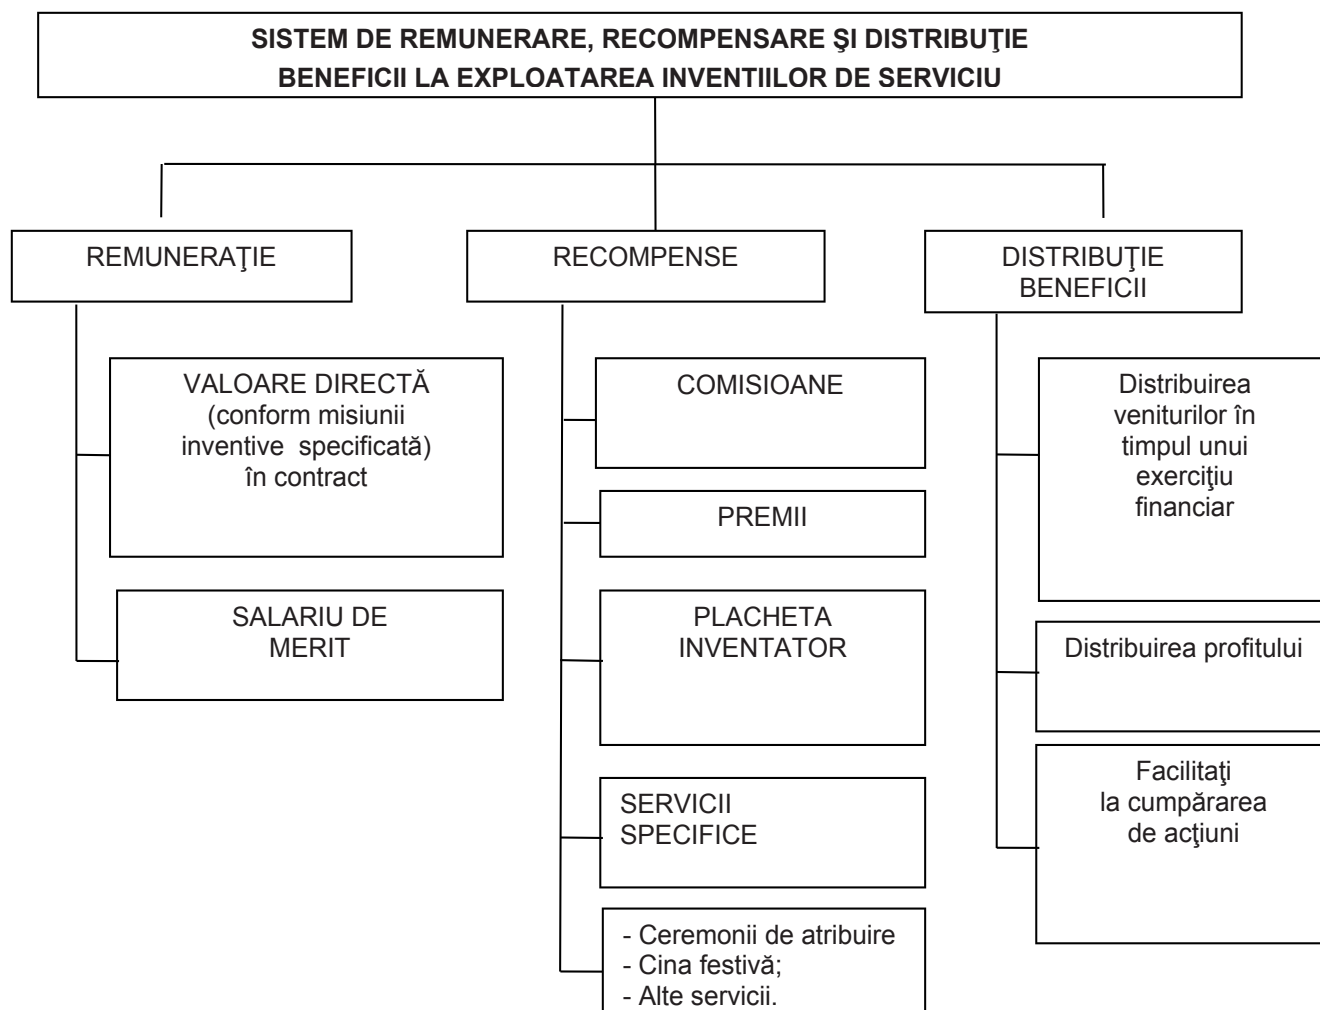 SISTEM DE REMUNERARE, RECOMPENSARE ŞI DISTRIBUŢIE
BENEFICII LA EXPLOATAREA INVENTIILOR DE SERVICIU
REMUNERAŢIE
RECOMPENSE
DISTRIBUŢIE
BENEFICII
VALOARE DIRECTĂ
(conform misiunii
inventive specificată)
în contract
SALARIU DE
MERIT
COMISIOANE
PREMII
PLACHETA
INVENTATOR
SERVICII
SPECIFICE
- Ceremonii de atribuire
- Cina festivă;
- Alte servicii.
Distribuirea
veniturilor în
timpul unui
exerciţiu
financiar
Distribuirea profitului
Facilitaţi
la cumpărarea
de acţiuni